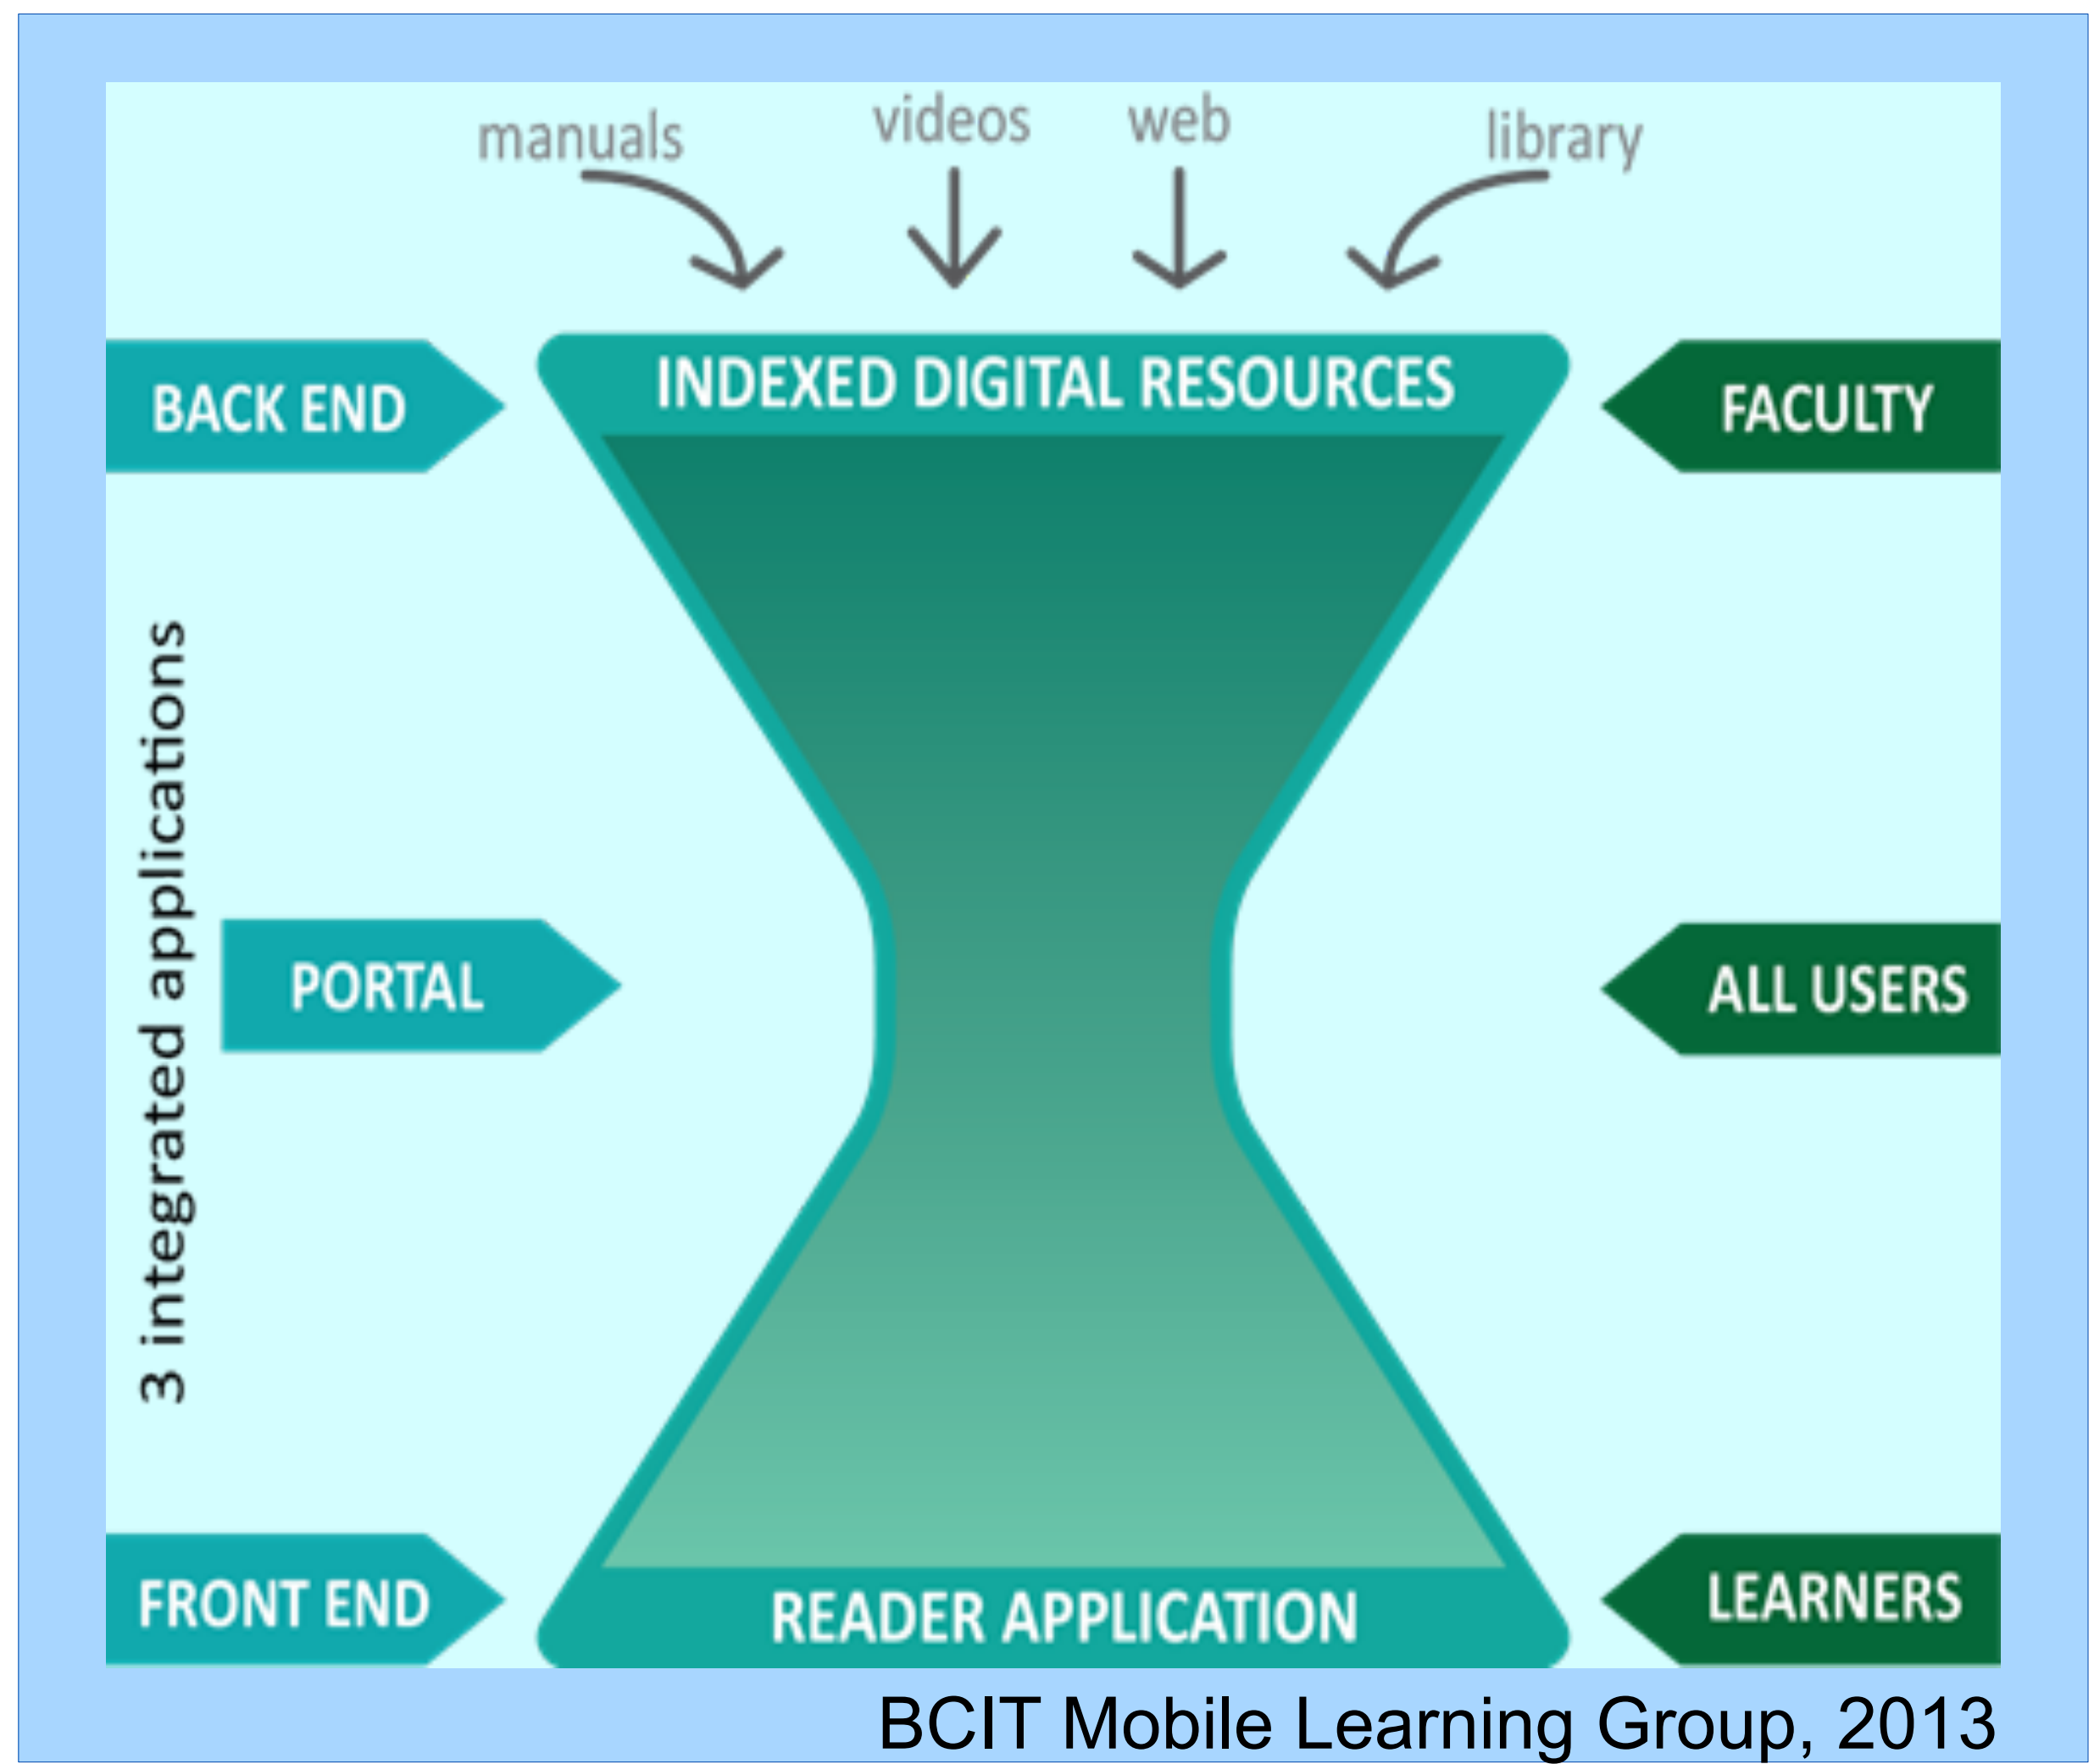 manuals
videos
web
library
BACK END
INDEXED DIGITAL RESOURCES
FACULTY
3 integrated applications
PORTAL
ALL USERS
FRONT END
READER APPLICATION
LEARNERS
BCIT Mobile Learning Group, 2013